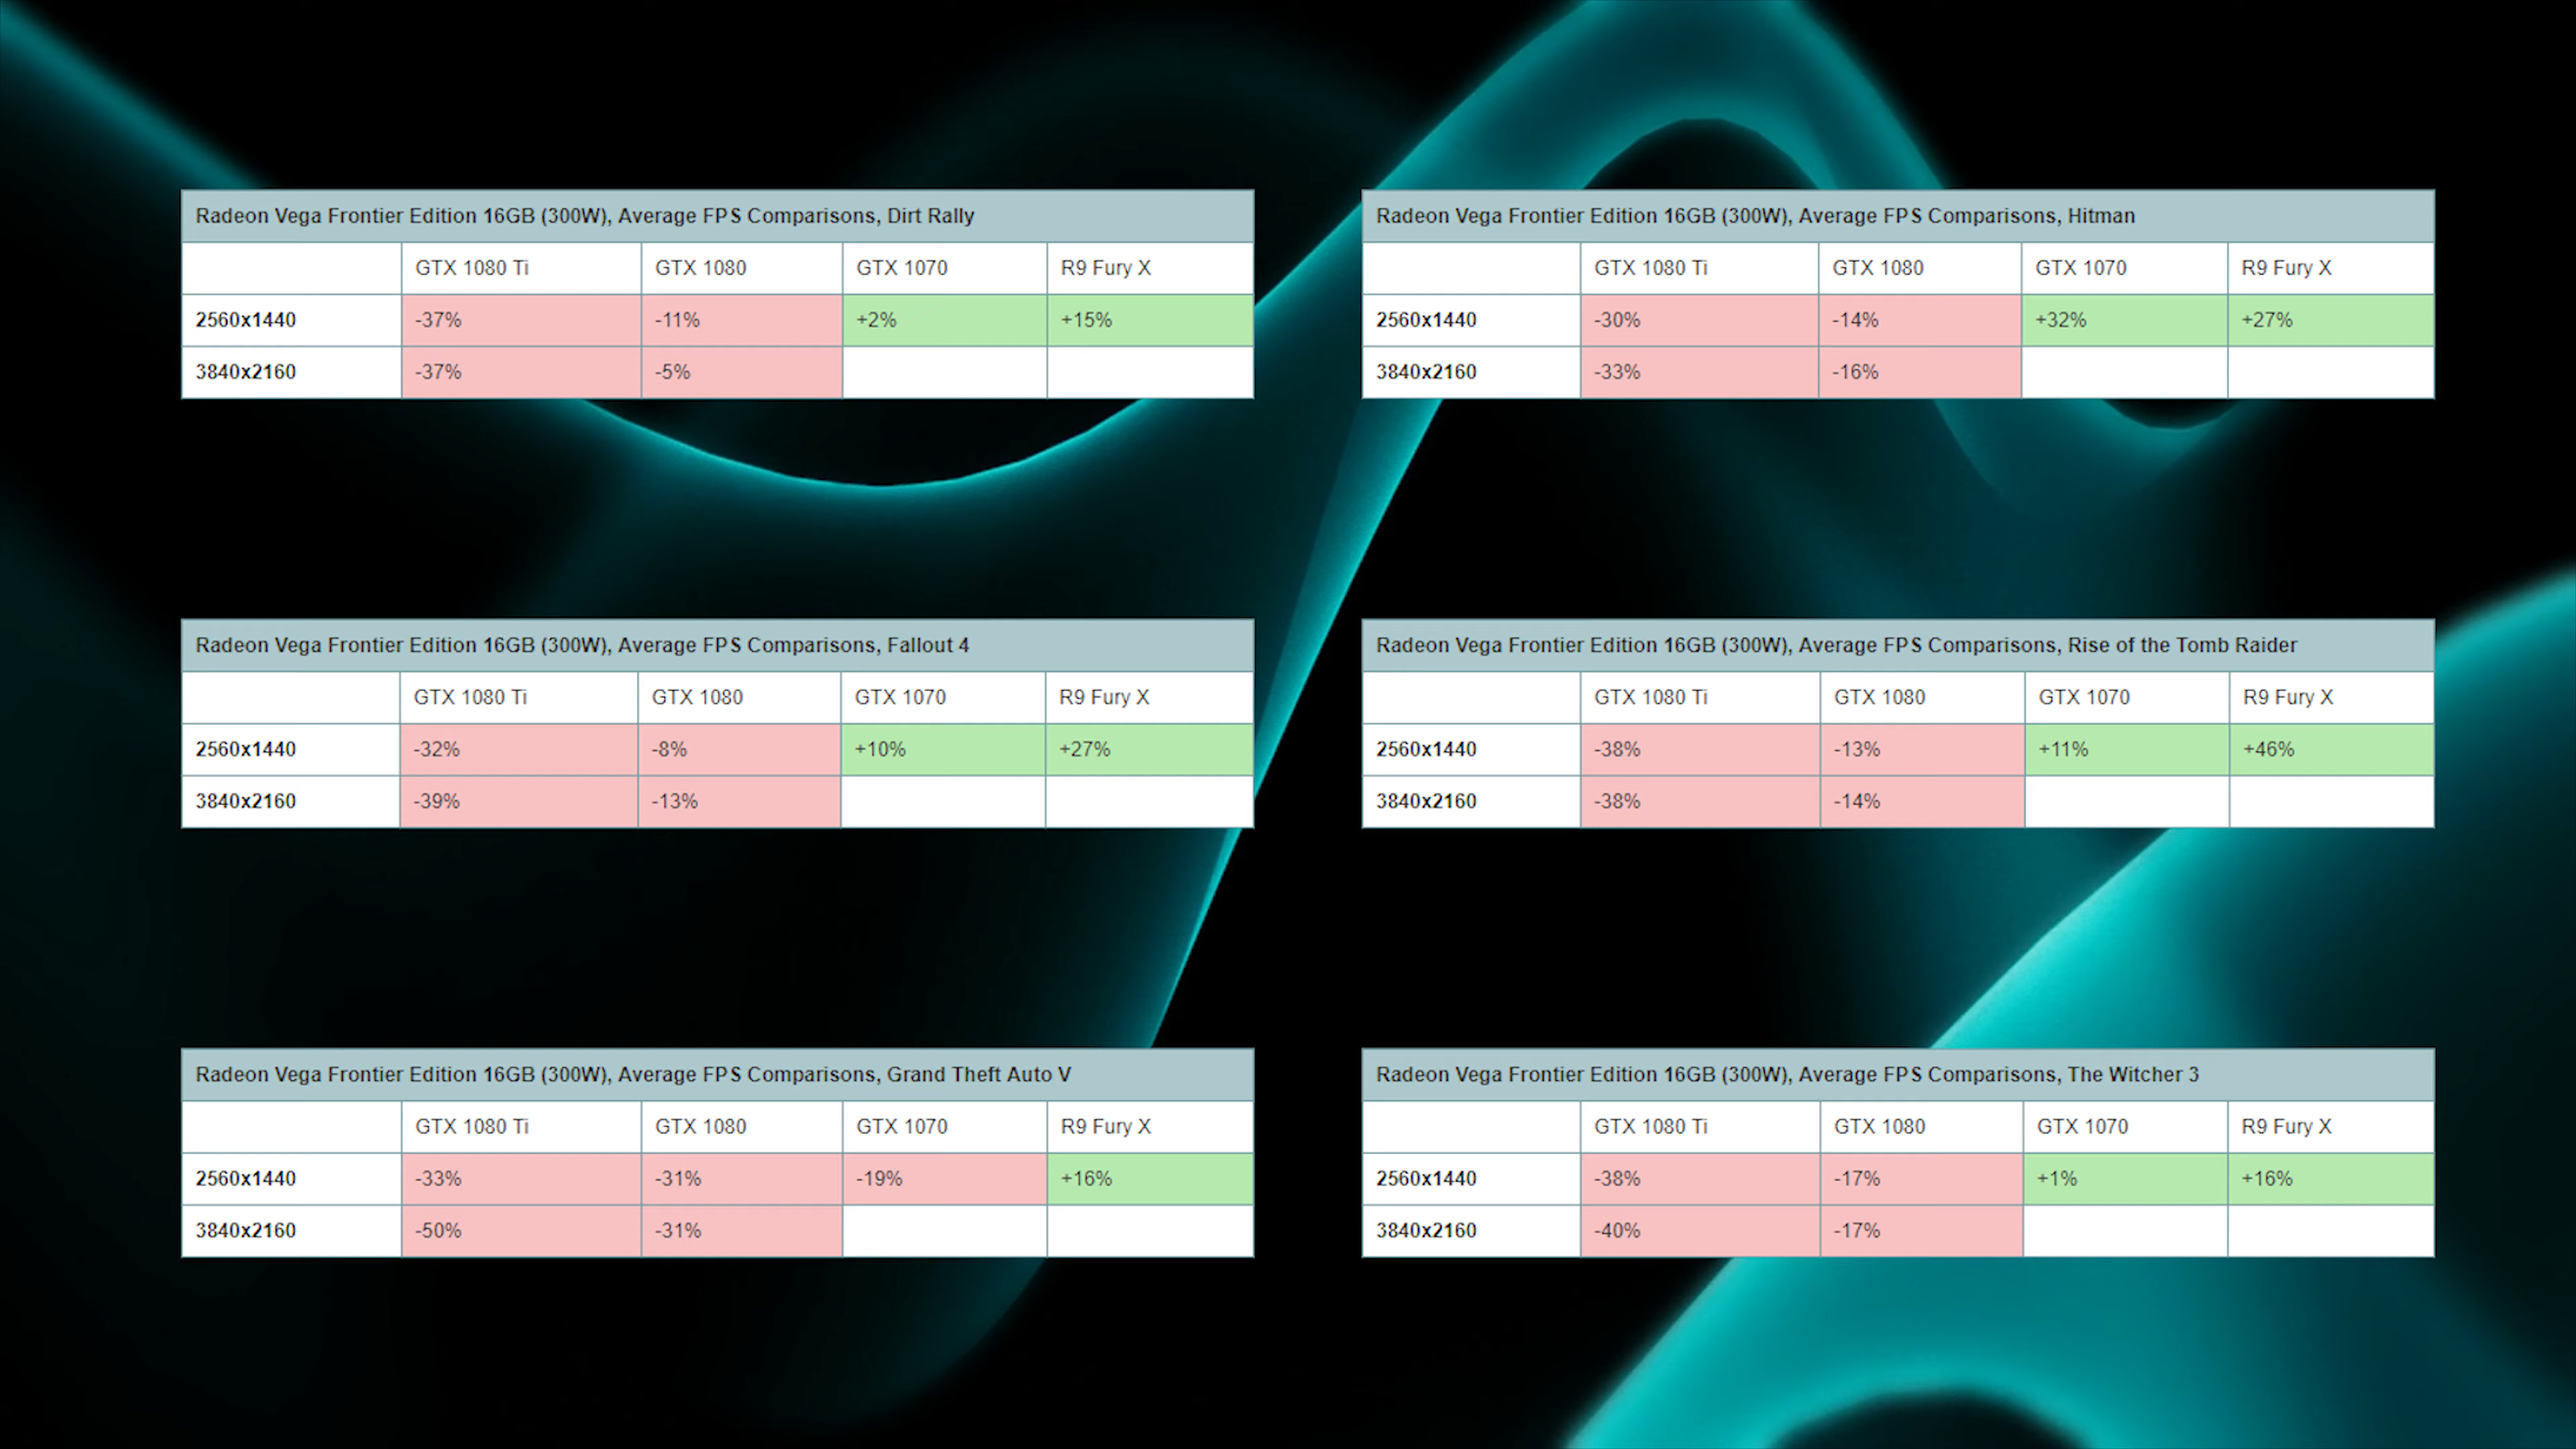 Radeon Vega Frontier Edition 16GB (300W), Average FPS Comparisons, Dirt Rally
GTX 1080 Ti GTX 1080 GTX 1070 R9 Fury X
2560x1440 -37% -11% +2% +15%
3840x2160 -37% -5%
Radeon Vega Frontier Edition 16GB (300W), Average FPS Comparisons, Hitman
GTX 1080 Ti GTX 1080 GTX 1070 R9 Fury X
2560x1440 -30% -14% +32% +27%
3840x2160 -33% -16%
Radeon Vega Frontier Edition 16GB (300W), Average FPS Comparisons, Fallout 4
GTX 1080 Ti GTX 1080 GTX 1070 R9 Fury X
2560x1440 -32% -8% +10% +27%
3840x2160 -39% -13%
Radeon Vega Frontier Edition 16GB (300W), Average FPS Comparisons, Rise of the Tomb Raider
GTX 1080 Ti GTX 1080 GTX 1070 R9 Fury X
2560x1440 -38% -13% +11% +46%
3840x2160 -38% -14%
Radeon Vega Frontier Edition 16GB (300W), Average FPS Comparisons, Grand Theft Auto V
GTX 1080 Ti GTX 1080 GTX 1070 R9 Fury X
2560x1440 -33% -31% -19% +16%
3840x2160 -50% -31%
Radeon Vega Frontier Edition 16GB (300W), Average FPS Comparisons, The Witcher 3
GTX 1080 Ti GTX 1080 GTX 1070 R9 Fury X
2560x1440 -38% -17% +1% +16%
3840x2160 -40% -17%